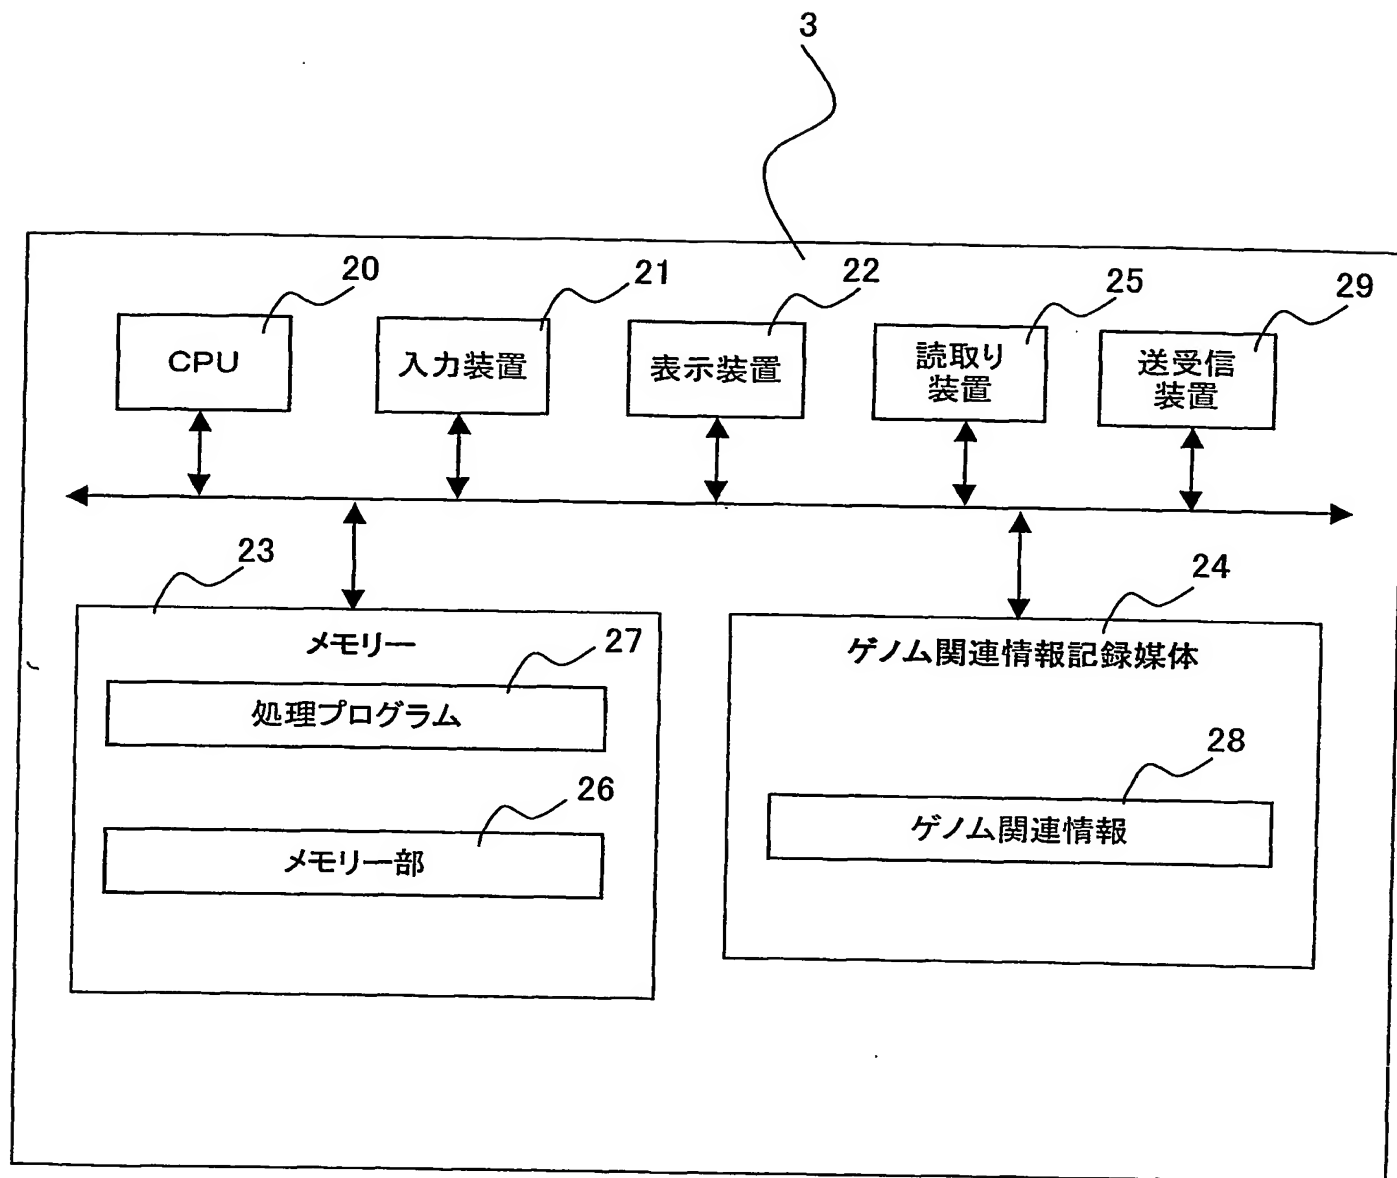 3
20
21
22
25
29
CPU
入力装置
表示装置
読取り
装置
送受信
装置
23
24
メモリー
27
処理プログラム
26
メモリー部
ゲノム関連情報記録媒体
28
ゲノム関連情報